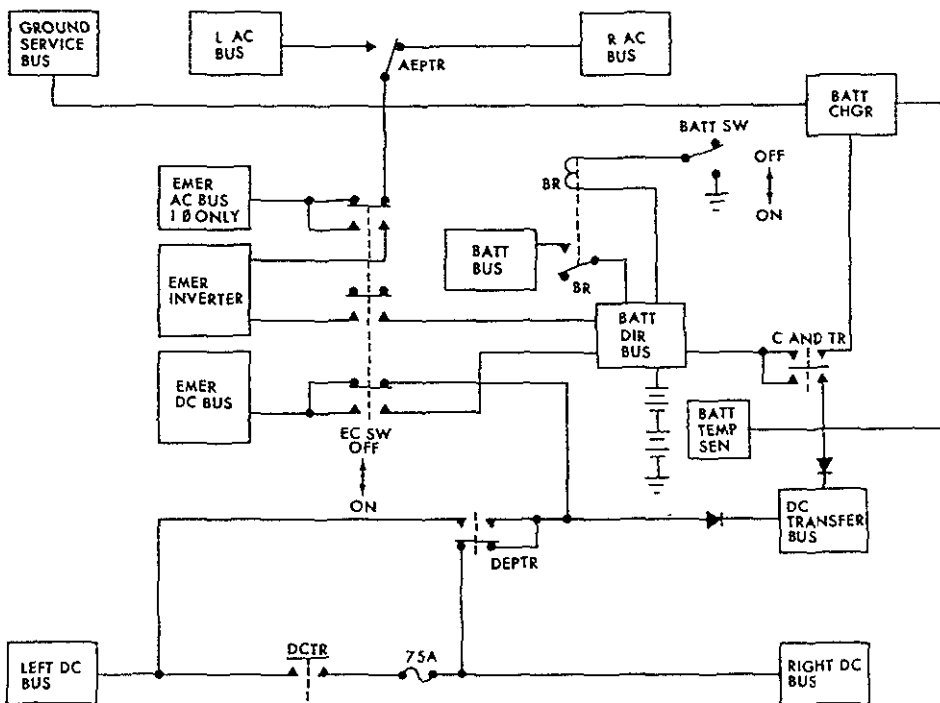 GROUND
SERVICE
BUS
L AC
BUS
AEPTR
R AC
BUS
BATT
CHGR
BATT SW
OFF
ON
BR
EMER
AC BUS
1 Ø ONLY
BATT
BUS
BR
EMER
INVERTER
BATT
DIR
BUS
C AND TR
EMER
DC BUS
BATT
TEMP
SEN
EC SW
OFF
ON
DC
TRANSFER
BUS
DEPTR
LEFT DC
BUS
DCTR
75A
RIGHT DC
BUS